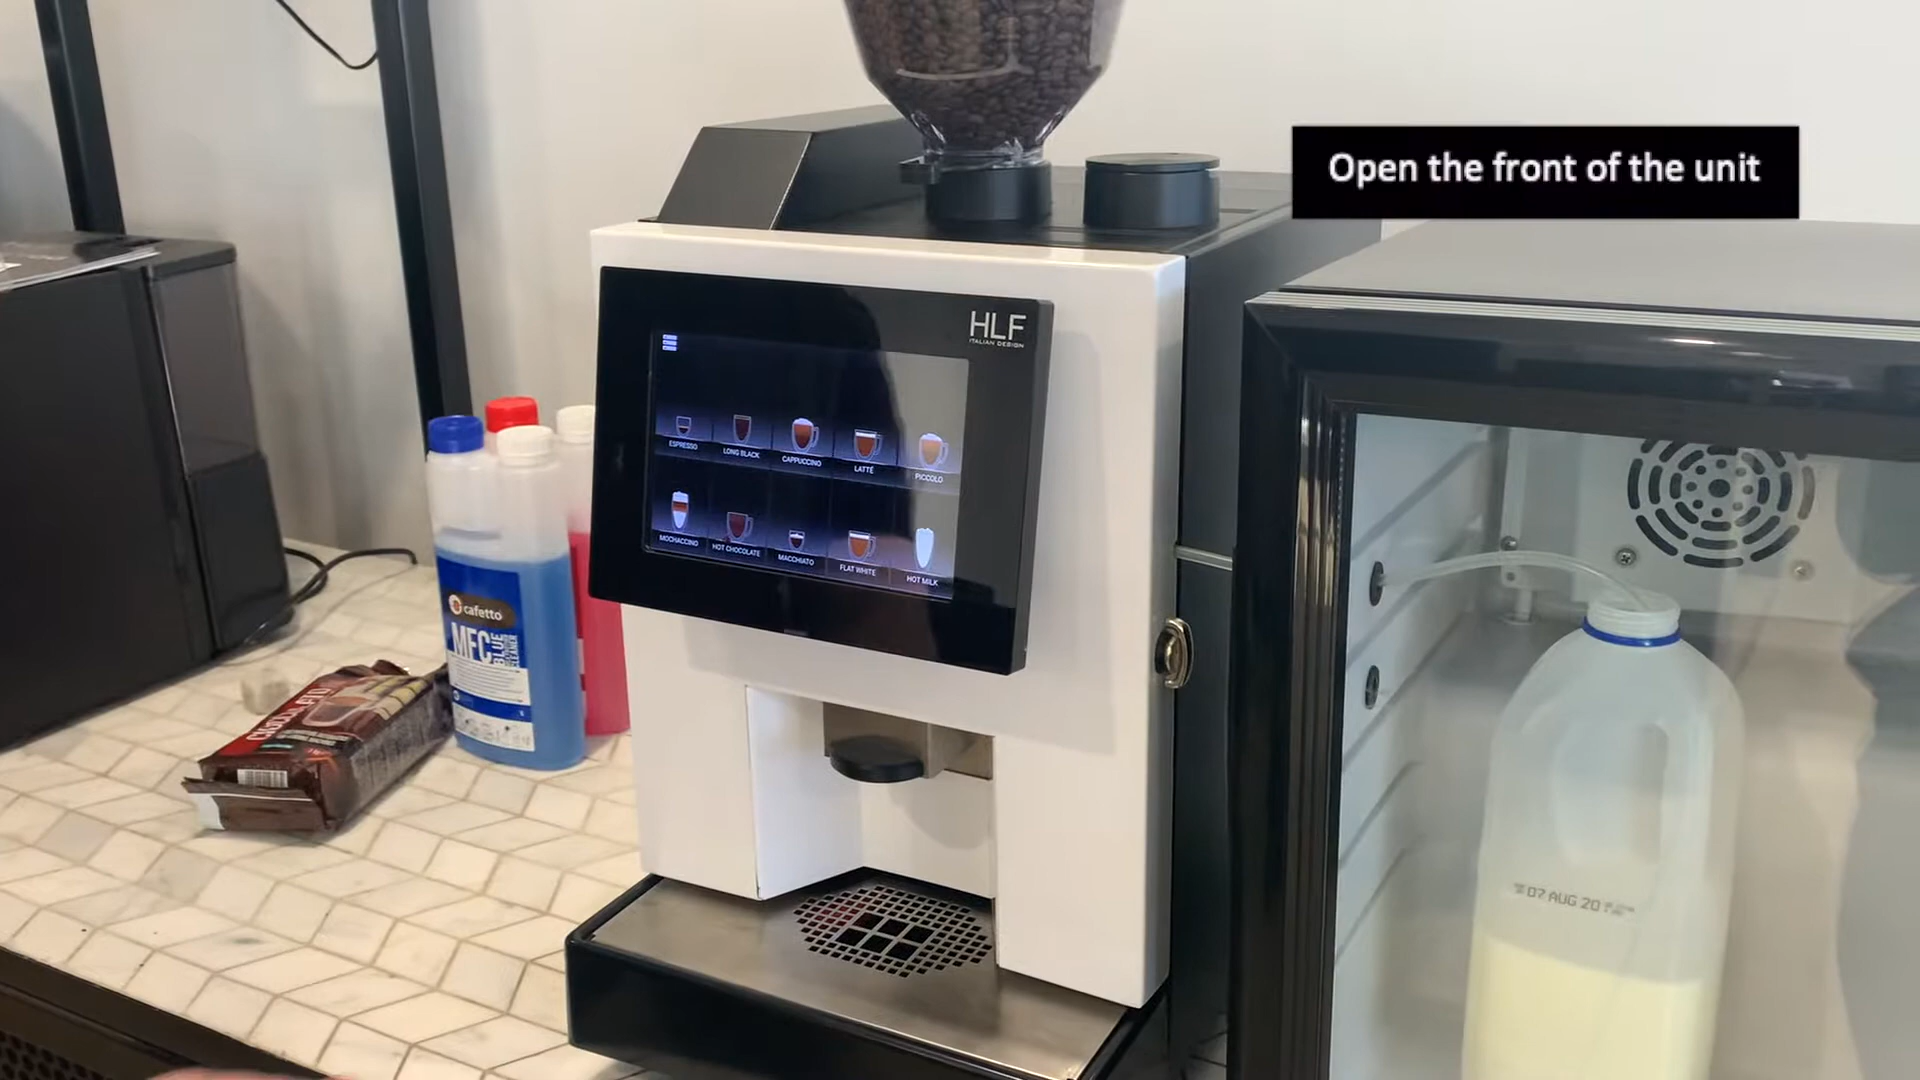 Open the front of the unit
HLF
ITALIAN DESIGN
ESPRESSO
LONG BLACK
CAPPUCCINO
LATTÉ
PICCOLO
MOCHACCINO
HOT CHOCOLATE
MACCHIATO
FLAT WHITE
HOT MILK
cafetto
MFC
BLUE
07 AUG 20